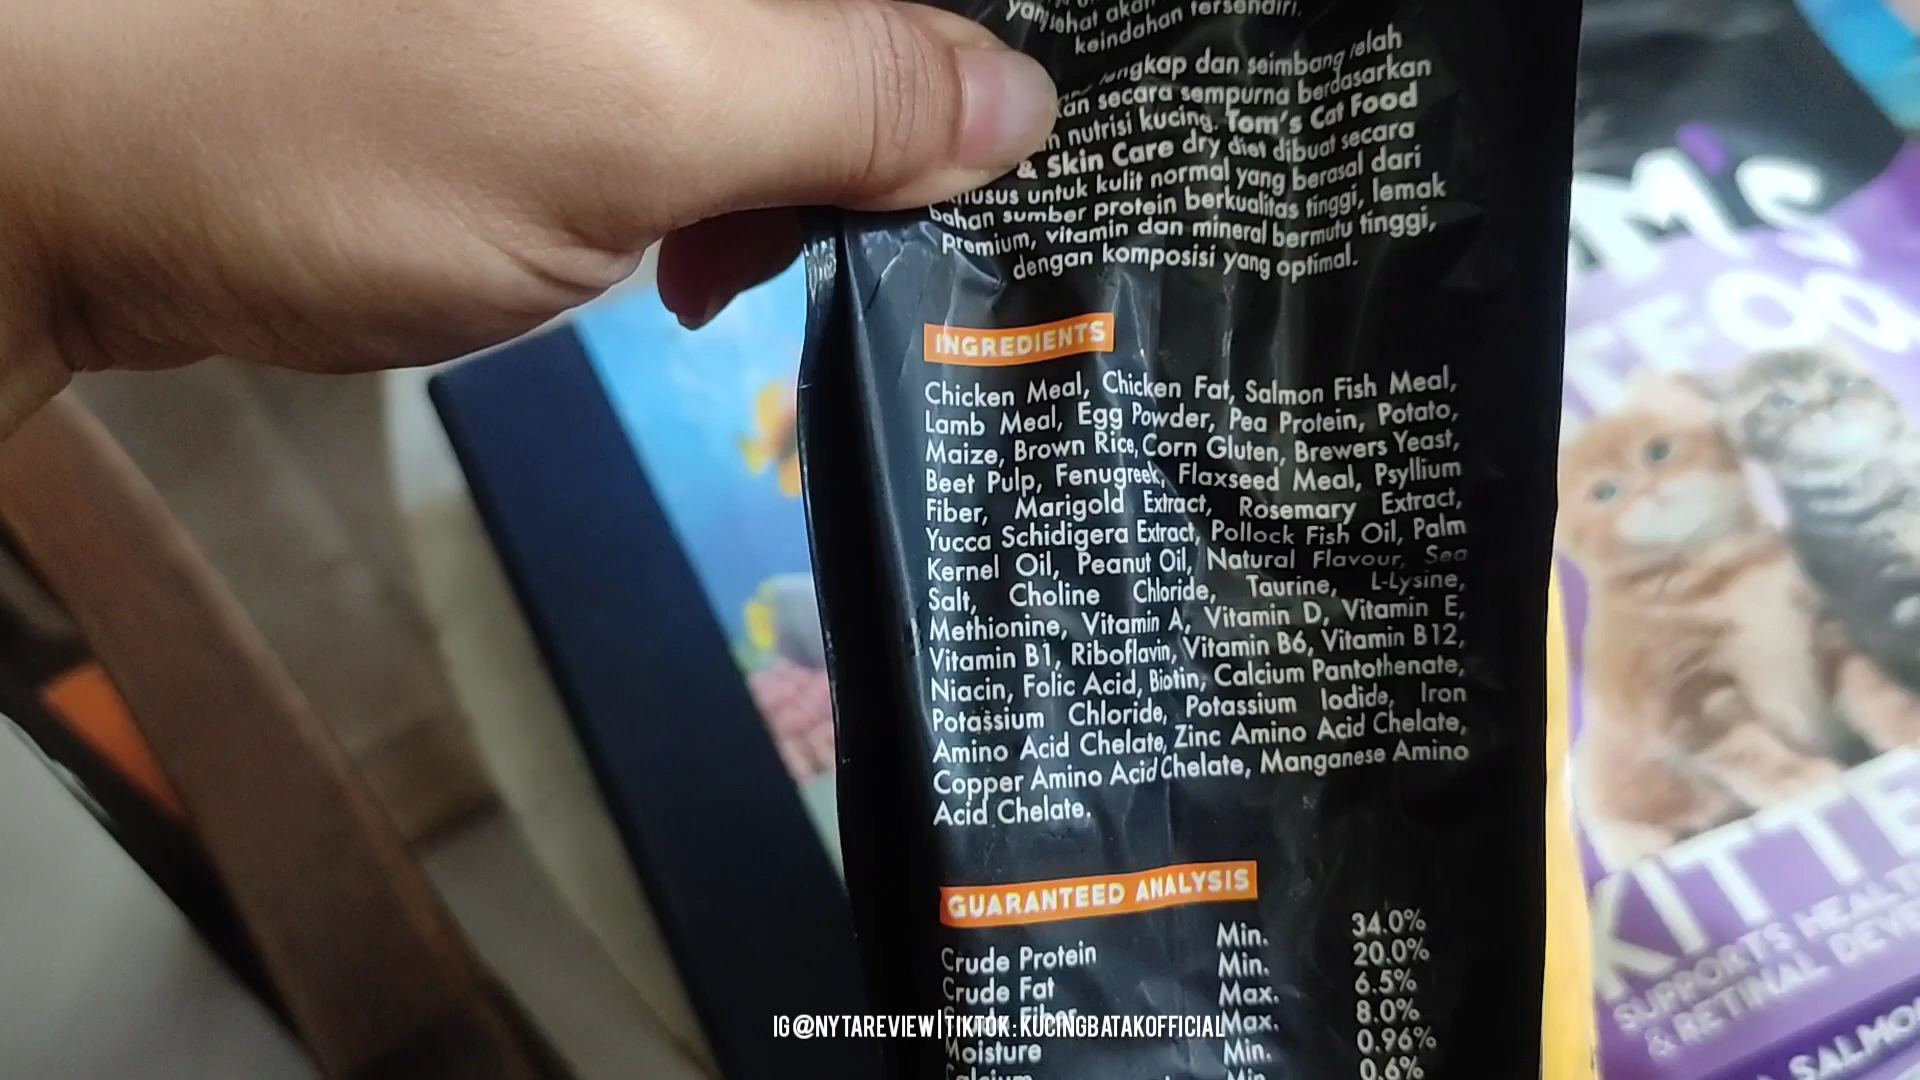 yang sehat akan
keindahan tersendiri.
lengkap dan seimbang telah
secara sempurna berdasarkan
nutrisi kucing. Tom's Cat Food
& Skin Care dry diet dibuat secara
khusus untuk kulit normal yang berasal dari
bahan sumber protein berkualitas tinggi, lemak
premium, vitamin dan mineral bermutu tinggi,
dengan komposisi yang optimal.
INGREDIENTS
Chicken Meal, Chicken Fat, Salmon Fish Meal,
Lamb Meal, Egg Powder, Pea Protein, Potato,
Maize, Brown Rice, Corn Gluten, Brewers Yeast,
Beet Pulp, Fenugreek, Flaxseed Meal, Psyllium
Fiber, Marigold Extract, Rosemary Extract,
Yucca Schidigera Extract, Pollock Fish Oil, Palm
Kernel Oil, Peanut Oil, Natural Flavour, Sea
Salt, Choline Chloride, Taurine, L-Lysine,
Methionine, Vitamin A, Vitamin D, Vitamin E,
Vitamin B1, Riboflavin, Vitamin B6, Vitamin B12,
Niacin, Folic Acid, Biotin, Calcium Pantothenate,
Potassium Chloride, Potassium Iodide, Iron
Amino Acid Chelate, Zinc Amino Acid Chelate,
Copper Amino Acid Chelate, Manganese Amino
Acid Chelate.
GUARANTEED ANALYSIS
Crude Protein Min. 34.0%
Crude Fat Min. 20.0%
Crude Fiber Max. 6.5%
Moisture Max. 8.0%
Calcium Min. 0.96%
Min. 0.6%
IG@NYTAREVIEW|TIKTOK:KUCINGBATAKOFFICIAL
M'S
KITTE
SUPPORTS HEALT
& RETINAL DEVE
SALMO